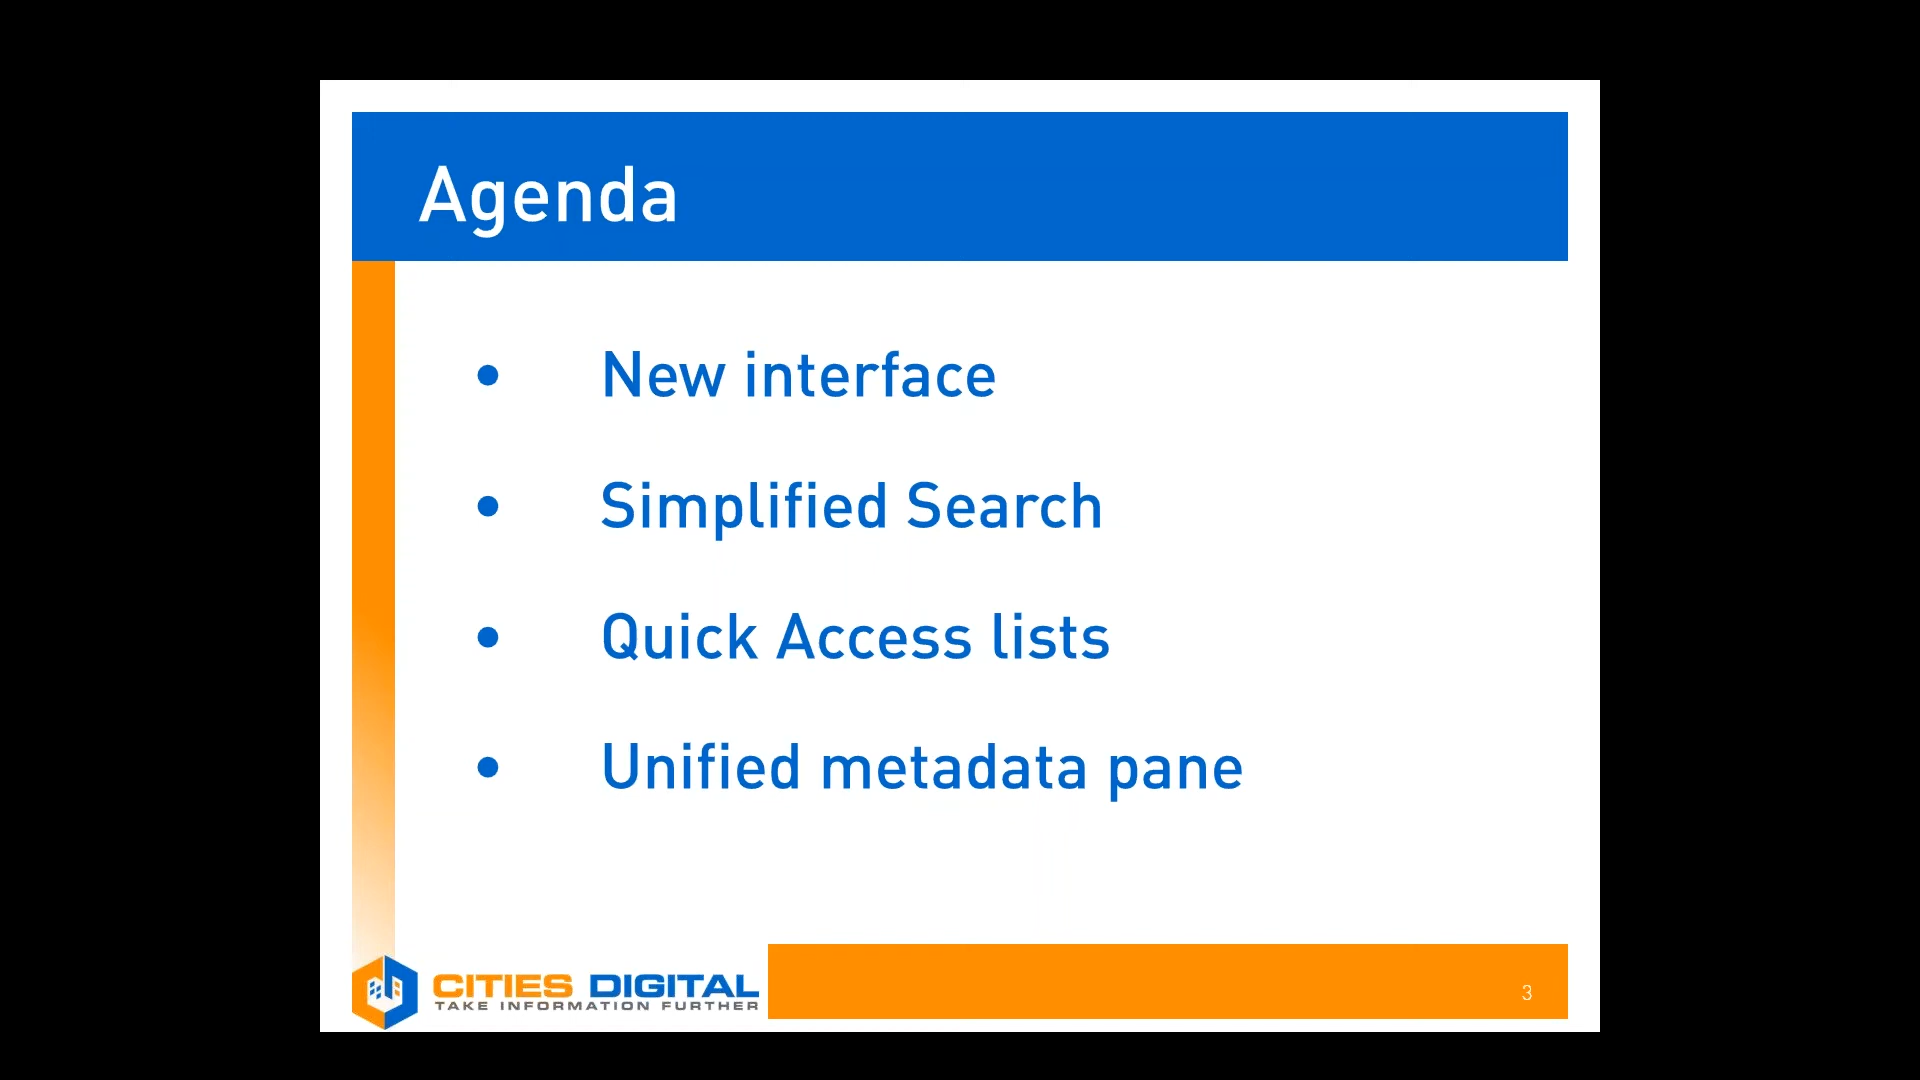 Agenda
• New interface
• Simplified Search
• Quick Access lists
• Unified metadata pane
CITIES DIGITAL
TAKE INFORMATION FURTHER
3